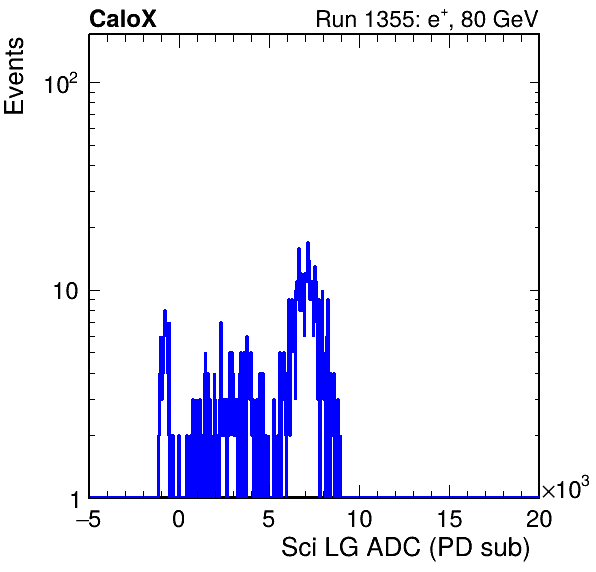 CaloX Run 1355: e⁺, 80 GeV
Events
10²
10
1
−5 0 5 10 15 20
×10³
Sci LG ADC (PD sub)